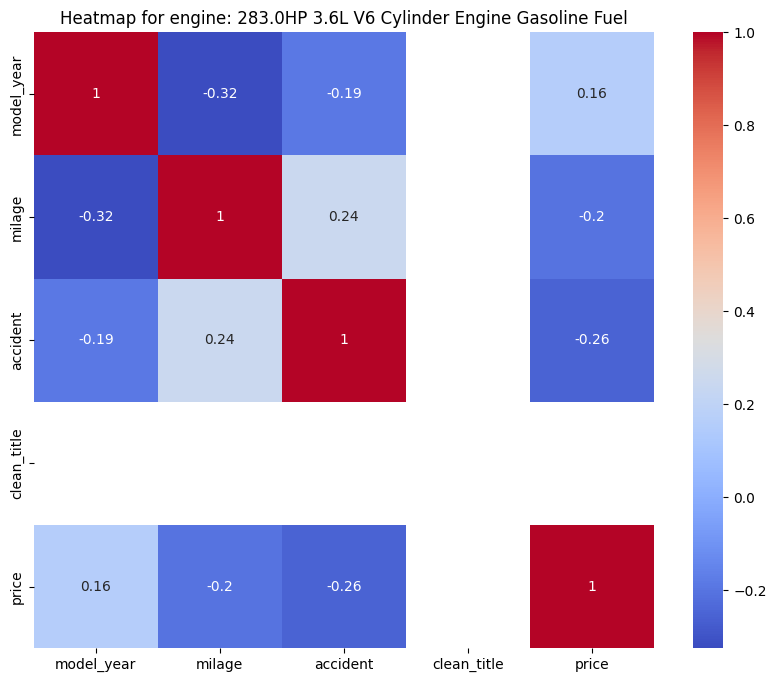 Heatmap for engine: 283.0HP 3.6L V6 Cylinder Engine Gasoline Fuel
model_year 1 -0.32 -0.19 0.16
milage -0.32 1 0.24 -0.2
accident -0.19 0.24 1 -0.26
clean_title
price 0.16 -0.2 -0.26 1
model_year milage accident clean_title price
1.0
0.8
0.6
0.4
0.2
0.0
−0.2